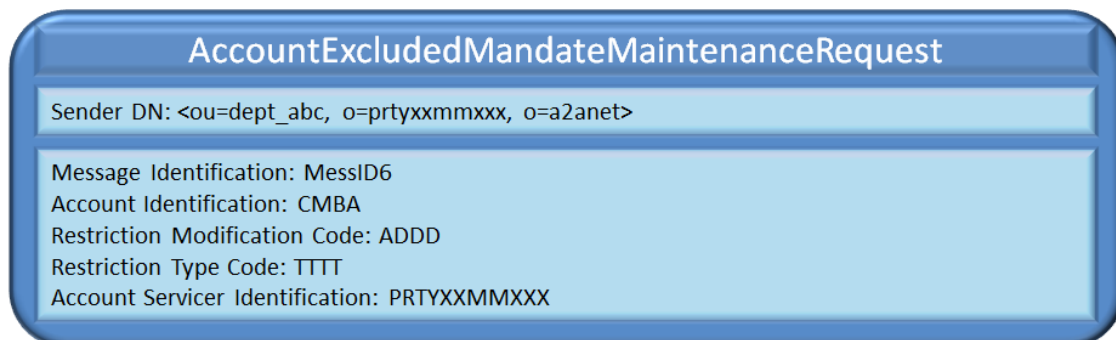 AccountExcludedMandateMaintenanceRequest
Sender DN: <ou=dept_abc, o=prtyxxmmxxx, o=a2anet>
Message Identification: MessID6
Account Identification: CMBA
Restriction Modification Code: ADDD
Restriction Type Code: TTTT
Account Servicer Identification: PRTYXXMMXXX